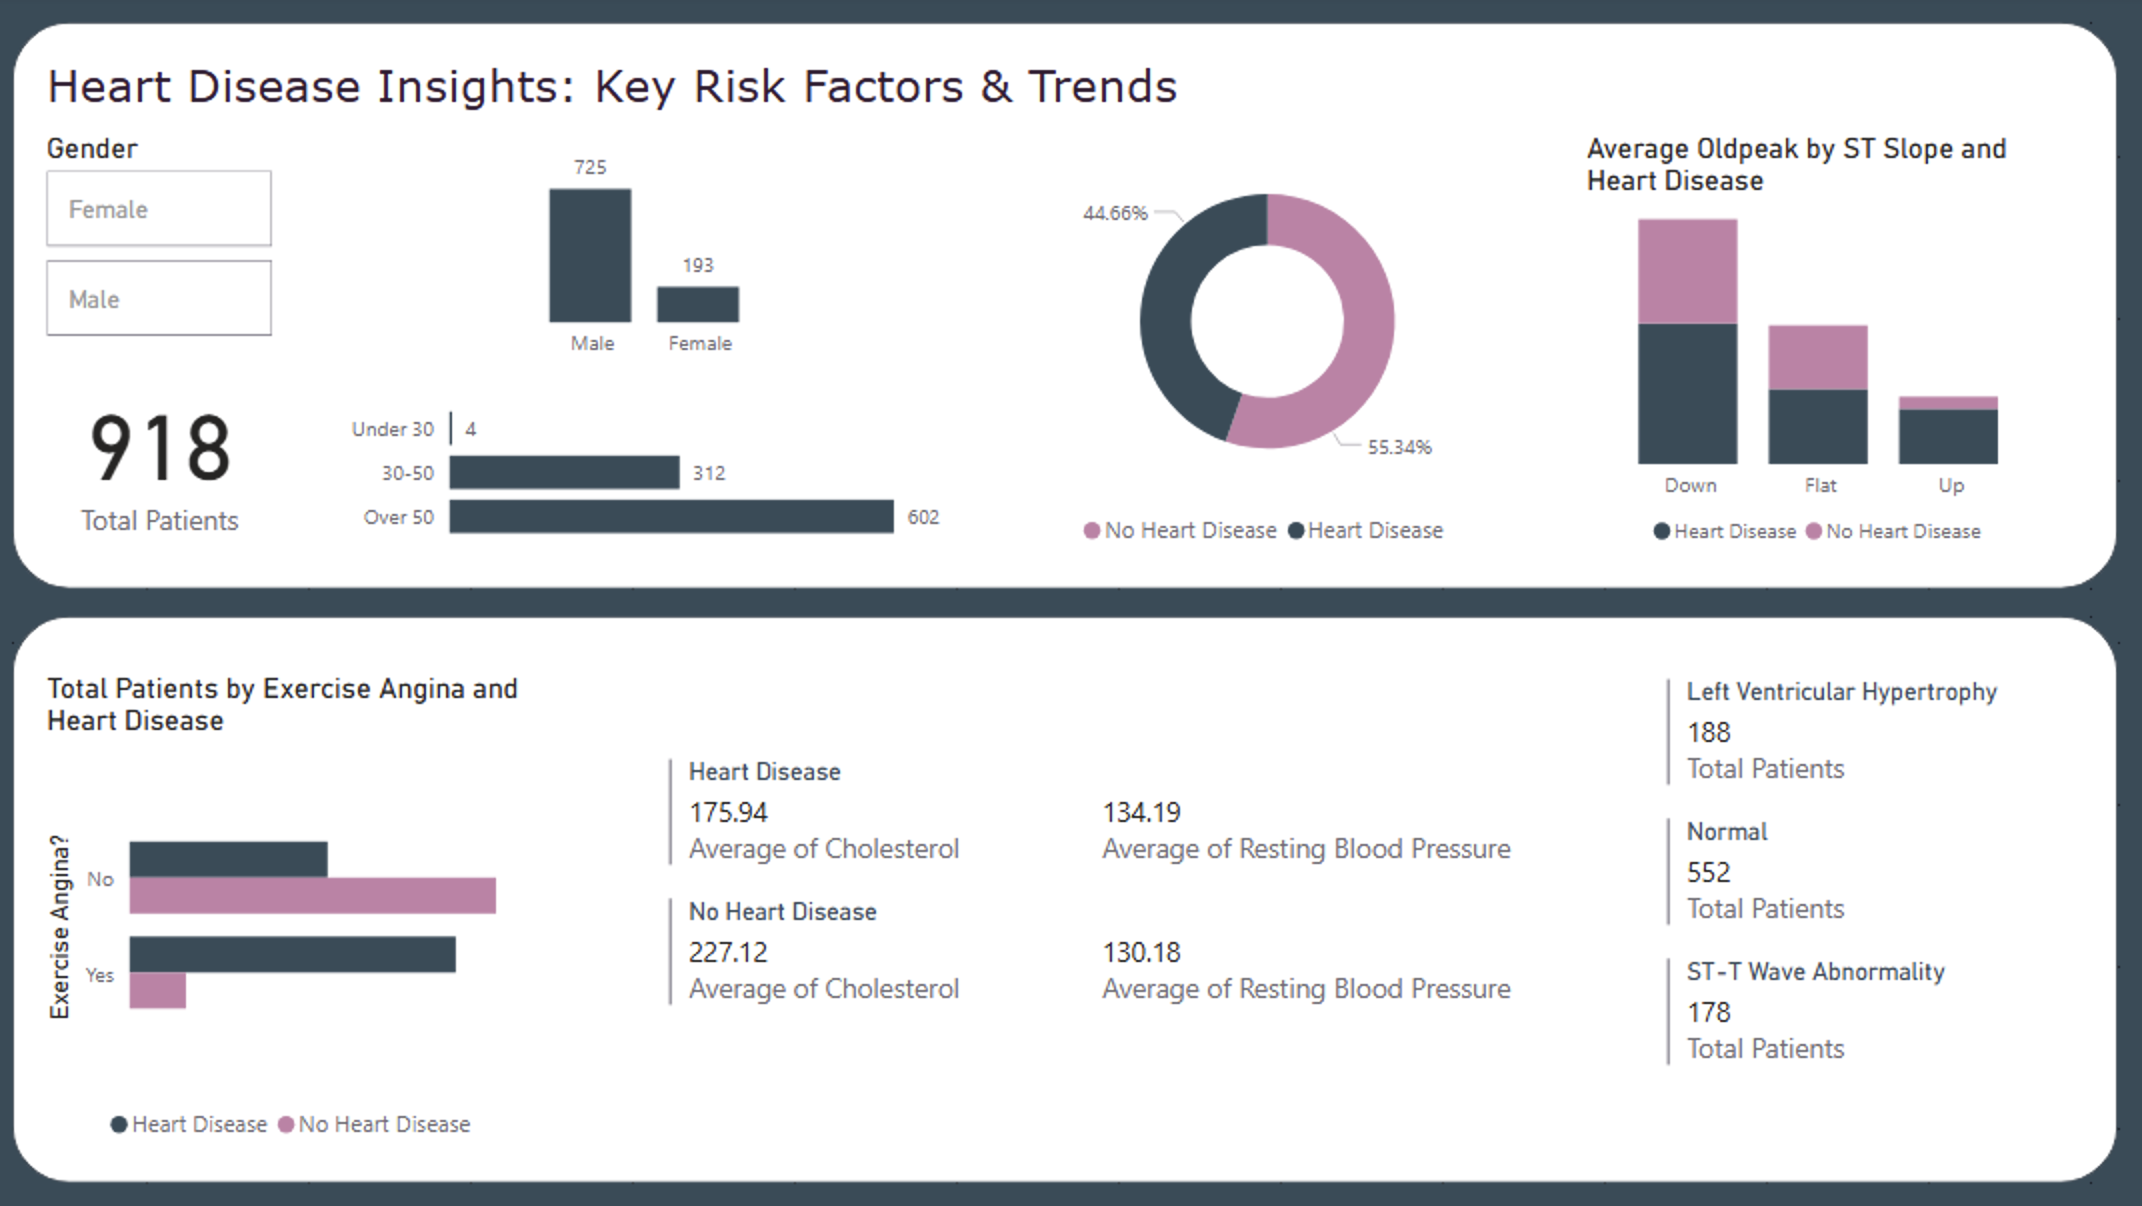 Heart Disease Insights: Key Risk Factors & Trends
Gender
Female
Male
918
Total Patients
725
193
Male
Female
Under 30
4
30-50
312
Over 50
602
44.66%
55.34%
No Heart Disease
Heart Disease
Average Oldpeak by ST Slope and
Heart Disease
Down
Flat
Up
Heart Disease
No Heart Disease
Total Patients by Exercise Angina and
Heart Disease
Exercise Angina?
No
Yes
Heart Disease
No Heart Disease
Heart Disease
175.94
Average of Cholesterol
134.19
Average of Resting Blood Pressure
No Heart Disease
227.12
Average of Cholesterol
130.18
Average of Resting Blood Pressure
Left Ventricular Hypertrophy
188
Total Patients
Normal
552
Total Patients
ST-T Wave Abnormality
178
Total Patients